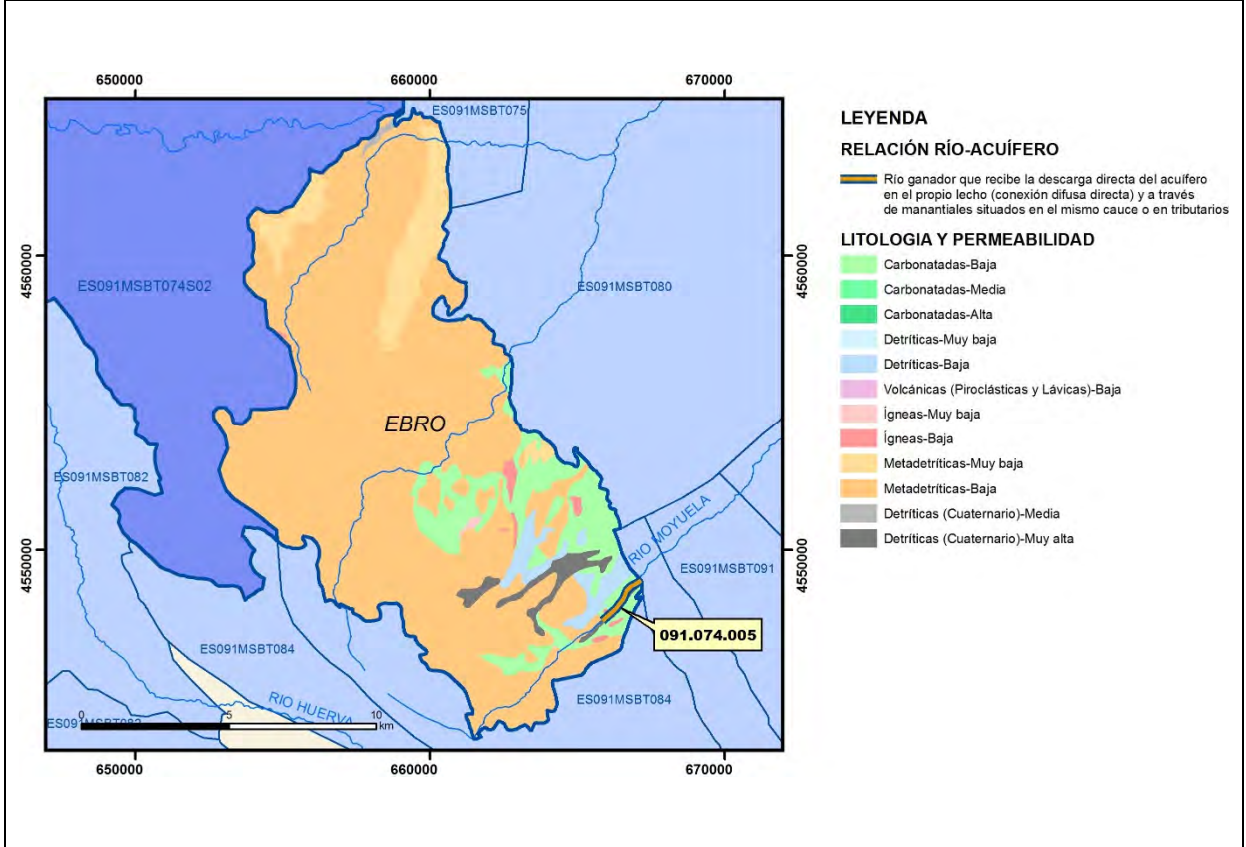 650000
660000
670000
ES091MSBT075
4560000
4560000
ES091MSBT074S02
ES091MSBT080
EBRO
ES091MSBT082
RIO MOYUELA
4550000
4550000
ES091MSBT091
091.074.005
ES091MSBT084
ES091MSBT084
RIO HUERVA
0
5
10
km
650000
660000
670000
LEYENDA
RELACIÓN RÍO-ACUÍFERO
Río ganador que recibe la descarga directa del acuífero
en el propio lecho (conexión difusa directa) y a través
de manantiales situados en el mismo cauce o en tributarios
LITOLOGIA Y PERMEABILIDAD
Carbonatadas-Baja
Carbonatadas-Media
Carbonatadas-Alta
Detríticas-Muy baja
Detríticas-Baja
Volcánicas (Piroclásticas y Lávicas)-Baja
Ígneas-Muy baja
Ígneas-Baja
Metadetríticas-Muy baja
Metadetríticas-Baja
Detríticas (Cuaternario)-Media
Detríticas (Cuaternario)-Muy alta